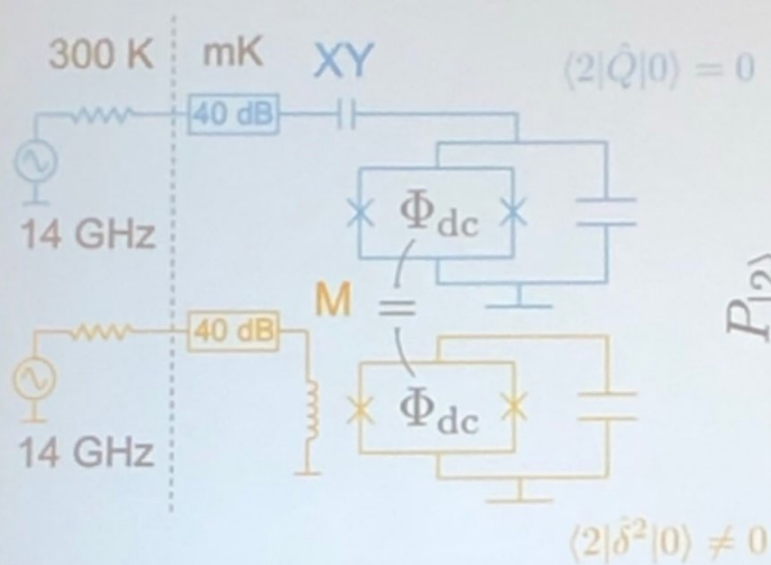 300 K mK XY ⟨2|Q̂|0⟩ = 0
40 dB
Φdc
14 GHz
M =
40 dB
Φdc
14 GHz
P|2⟩
⟨2|δ̂²|0⟩ ≠ 0